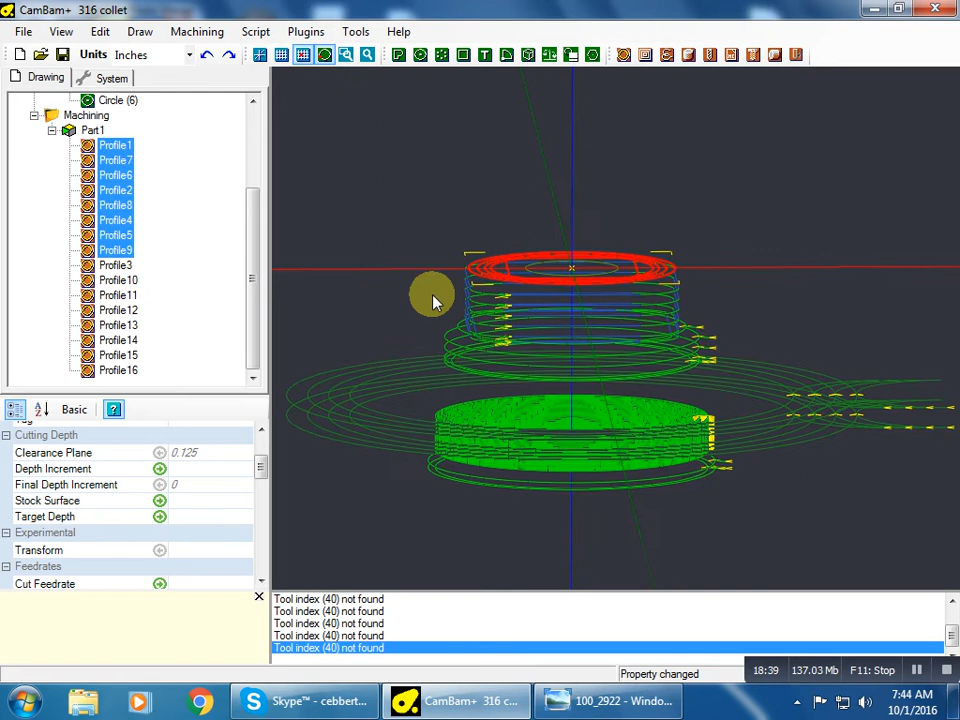 CamBam+ 316 collet
File View Edit Draw Machining Script Plugins Tools Help
Units Inches
Drawing System
Circle (6)
Machining
Part1
Profile1
Profile7
Profile6
Profile2
Profile8
Profile4
Profile5
Profile9
Profile3
Profile10
Profile11
Profile12
Profile13
Profile14
Profile15
Profile16
Basic
Cutting Depth
Clearance Plane 0.125
Depth Increment
Final Depth Increment 0
Stock Surface
Target Depth
Experimental
Transform
Feedrates
Cut Feedrate
Tool index (40) not found
Tool index (40) not found
Tool index (40) not found
Tool index (40) not found
Tool index (40) not found
Property changed
18:39 137.03 Mb F11: Stop
Skype™ - cebbert...
CamBam+ 316 c...
100_2922 - Windo...
7:44 AM
10/1/2016